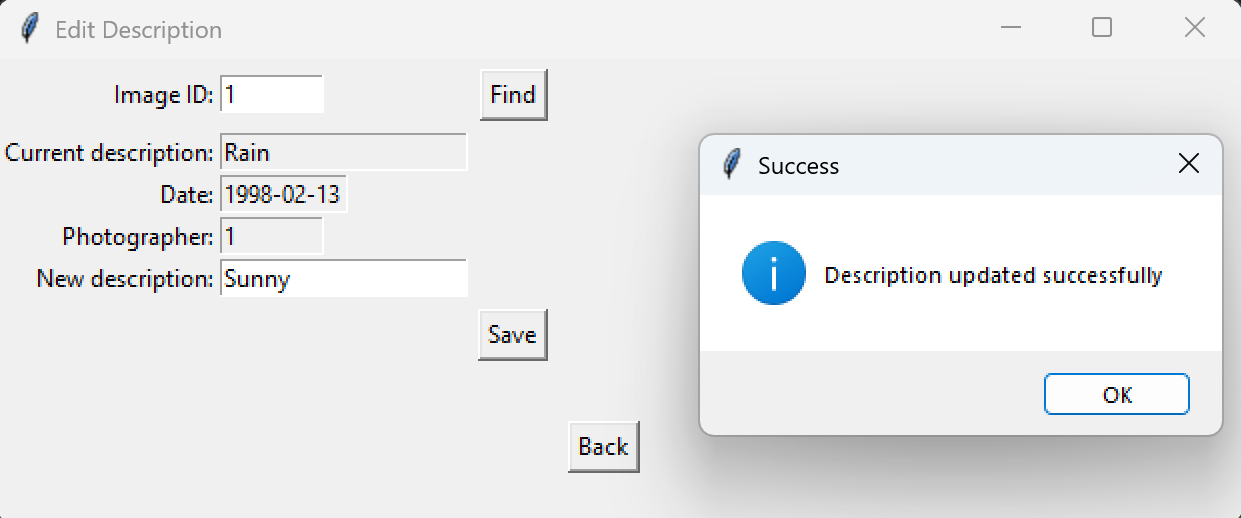 Edit Description
Image ID: 1 Find
Current description: Rain
Date: 1998-02-13
Photographer: 1
New description: Sunny
Save
Back
Success
Description updated successfully
OK